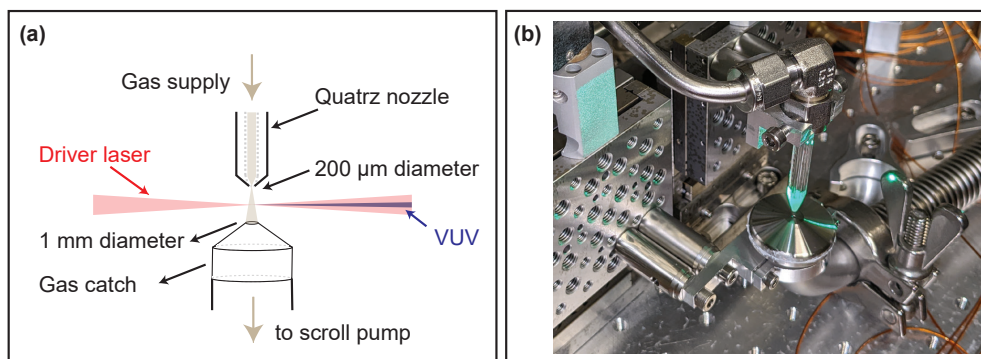 (a)
Gas supply
Quatrz nozzle
Driver laser
200 µm diameter
1 mm diameter
VUV
Gas catch
to scroll pump
(b)